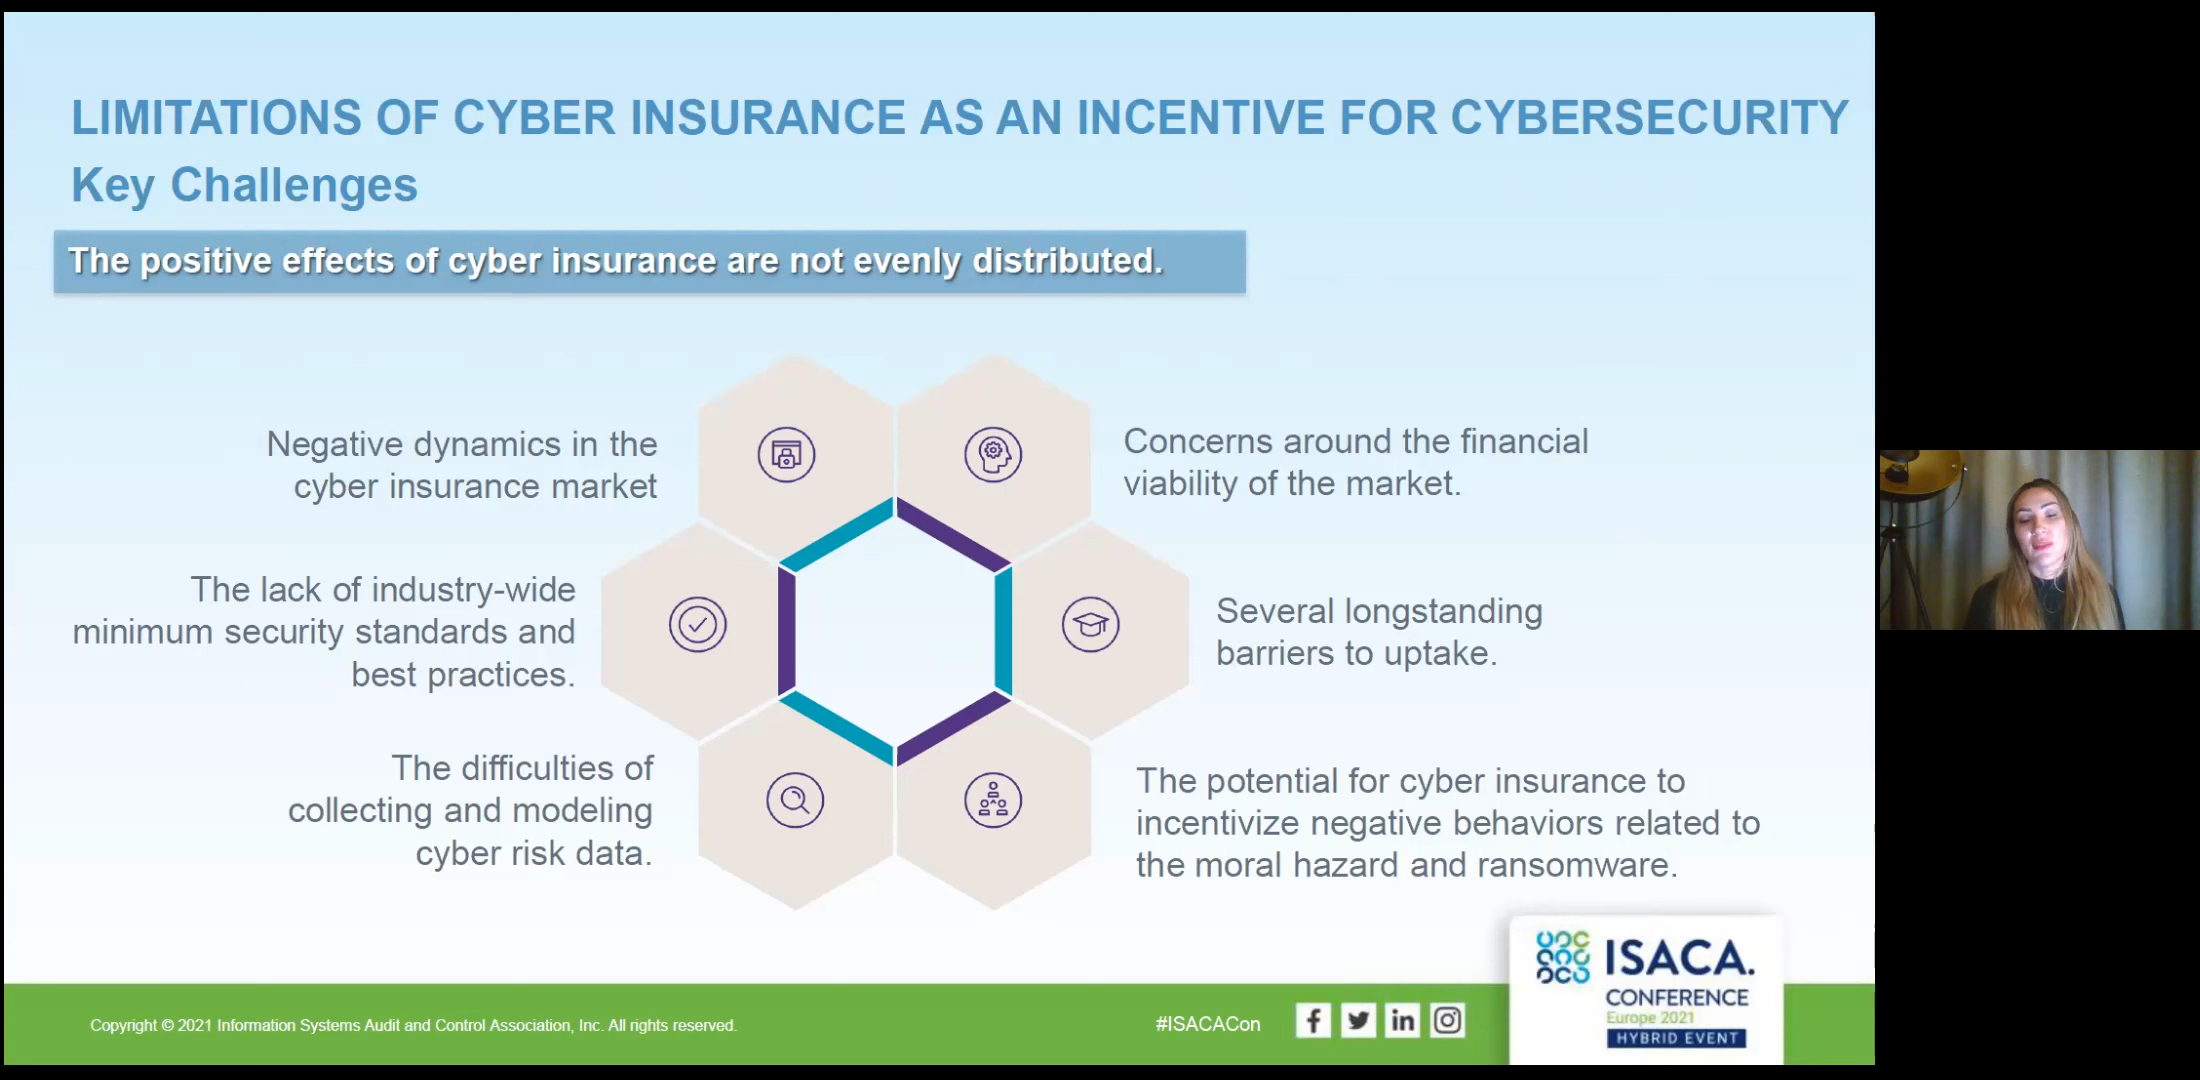 LIMITATIONS OF CYBER INSURANCE AS AN INCENTIVE FOR CYBERSECURITY
Key Challenges
The positive effects of cyber insurance are not evenly distributed.
Negative dynamics in the
cyber insurance market
Concerns around the financial
viability of the market.
The lack of industry-wide
minimum security standards and
best practices.
Several longstanding
barriers to uptake.
The difficulties of
collecting and modeling
cyber risk data.
The potential for cyber insurance to
incentivize negative behaviors related to
the moral hazard and ransomware.
Copyright © 2021 Information Systems Audit and Control Association, Inc. All rights reserved.
#ISACACon
ISACA.
CONFERENCE
Europe 2021
HYBRID EVENT